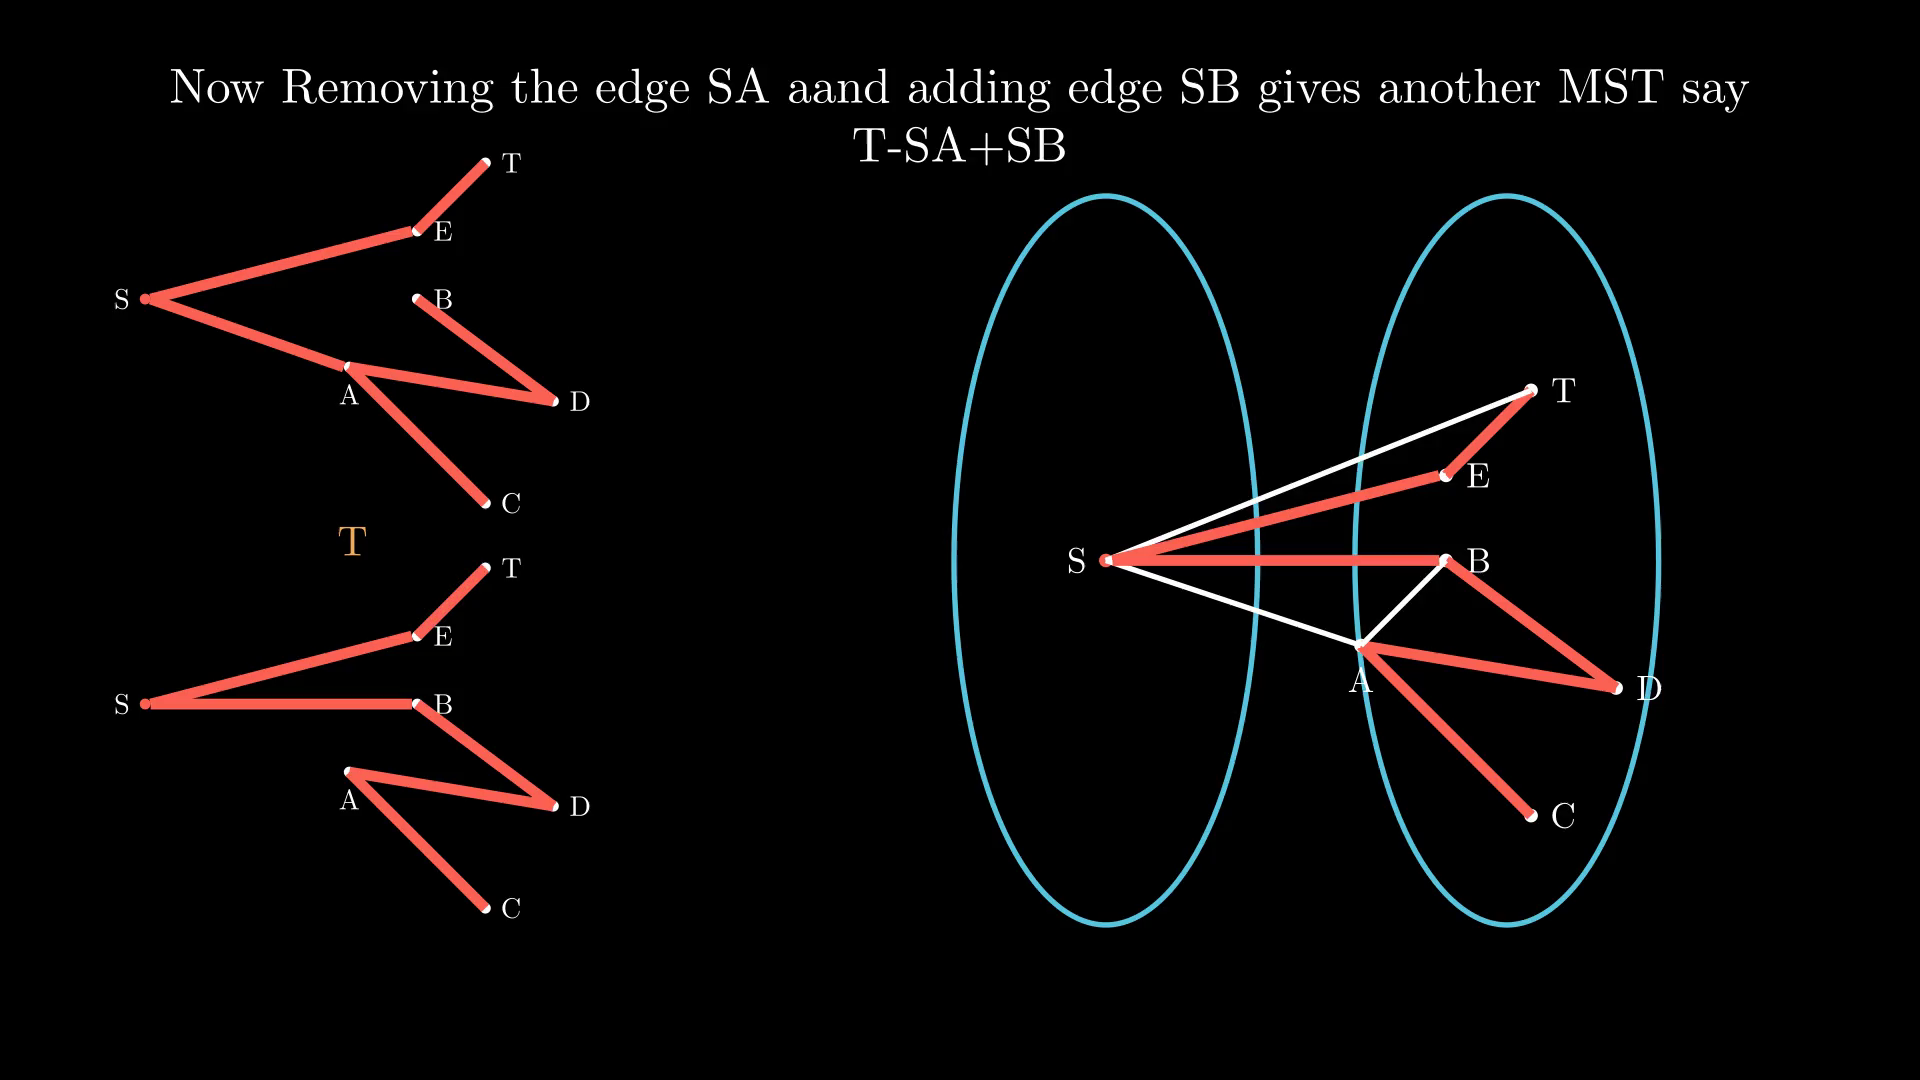 Now Removing the edge SA aand adding edge SB gives another MST say
T-SA+SB
T
E
S
B
A
D
C
T
T
E
S
B
A
D
C
T
E
S
B
A
D
C